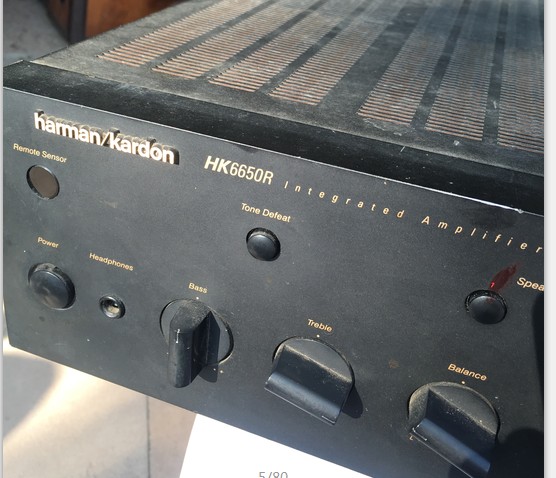 harman/kardon
HK6650R Integrated Amplifier
Remote Sensor
Tone Defeat
Power
Headphones
Bass
Treble
Balance
5/80